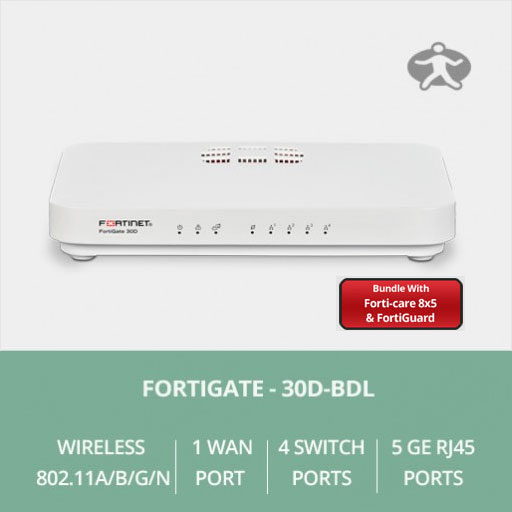 FORTINET
FortiGate 30D
Bundle With
Forti-care 8x5
& FortiGuard
FORTIGATE - 30D-BDL
WIRELESS
802.11A/B/G/N
1 WAN
PORT
4 SWITCH
PORTS
5 GE RJ45
PORTS